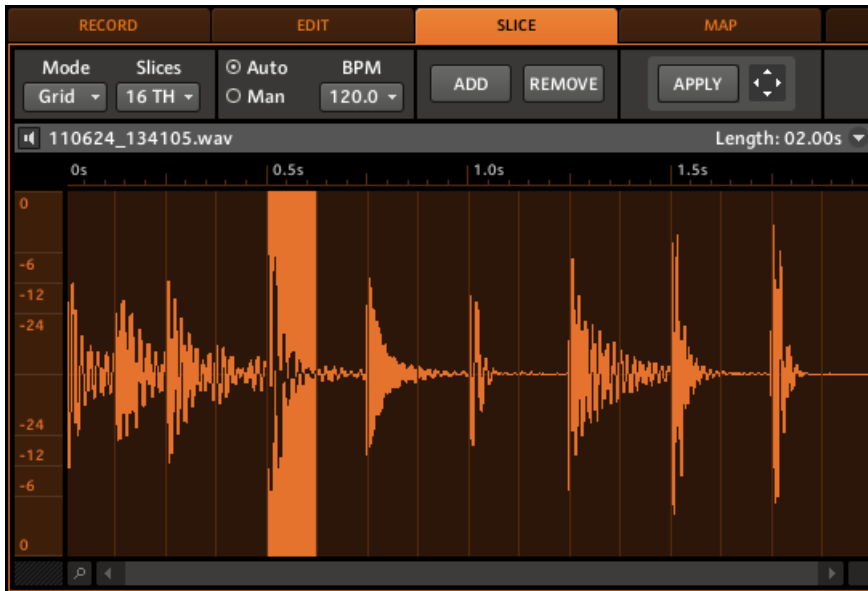 RECORD EDIT SLICE MAP
Mode Slices Auto BPM
Grid 16 TH Man 120.0 ADD REMOVE APPLY
110624_134105.wav Length: 02.00s
0s 0.5s 1.0s 1.5s
0
-6
-12
-24
-24
-12
-6
0